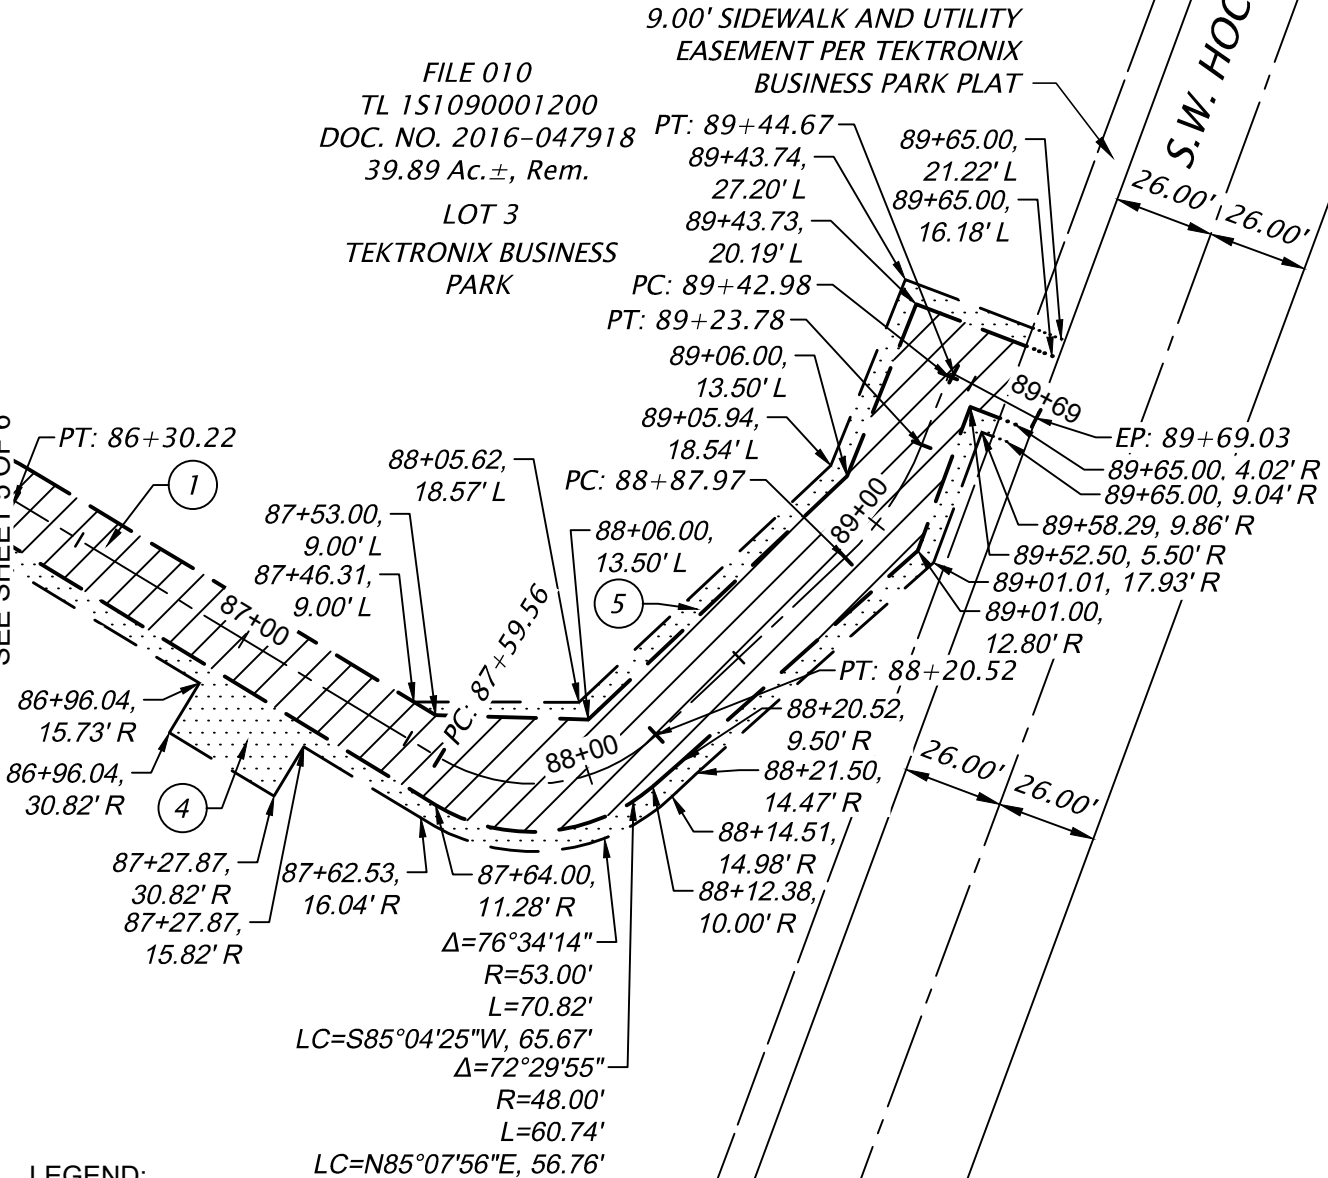 9.00' SIDEWALK AND UTILITY
EASEMENT PER TEKTRONIX
BUSINESS PARK PLAT
S.W. HOC
FILE 010
TL 1S1090001200
DOC. NO. 2016-047918
39.89 Ac.±, Rem.
LOT 3
TEKTRONIX BUSINESS
PARK
PT: 89+44.67
89+43.74,
27.20' L
89+43.73,
20.19' L
PC: 89+42.98
PT: 89+23.78
89+06.00,
13.50' L
89+05.94,
18.54' L
PC: 88+87.97
89+65.00,
21.22' L
89+65.00,
16.18' L
26.00'
26.00'
89+69
EP: 89+69.03
89+65.00, 4.02' R
89+65.00, 9.04' R
89+58.29, 9.86' R
89+52.50, 5.50' R
89+01.01, 17.93' R
89+01.00,
12.80' R
89+00
SEE SHEET 5 OF 6
PT: 86+30.22
1
88+05.62,
18.57' L
87+53.00,
9.00' L
87+46.31,
9.00' L
88+06.00,
13.50' L
5
87+00
PC: 87+59.56
88+00
PT: 88+20.52
88+20.52,
9.50' R
88+21.50,
14.47' R
88+14.51,
14.98' R
88+12.38,
10.00' R
26.00'
26.00'
86+96.04,
15.73' R
86+96.04,
30.82' R
4
87+27.87,
30.82' R
87+27.87,
15.82' R
87+62.53,
16.04' R
87+64.00,
11.28' R
Δ=76°34'14"
R=53.00'
L=70.82'
LC=S85°04'25"W, 65.67'
Δ=72°29'55"
R=48.00'
L=60.74'
LC=N85°07'56"E, 56.76'
LEGEND: